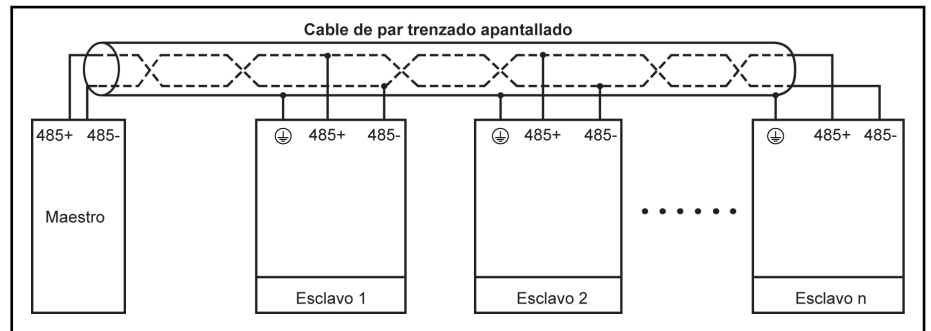 Cable de par trenzado apantallado
485+ 485- 485+ 485- 485+ 485- 485+ 485-
Maestro
Esclavo 1 Esclavo 2 Esclavo n